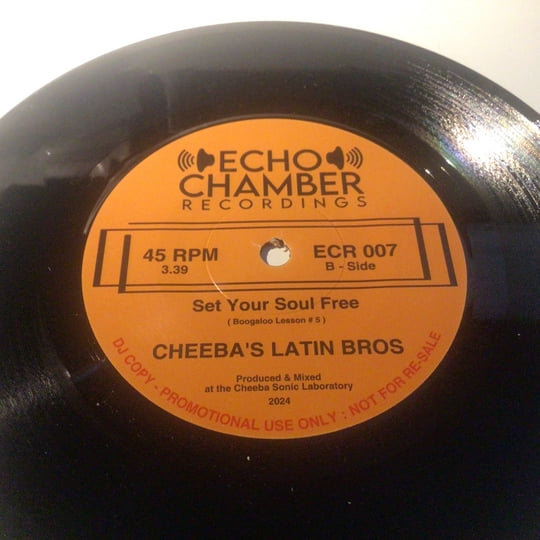 ECHO
CHAMBER
RECORDINGS
45 RPM
3.39
ECR 007
B - Side
Set Your Soul Free
( Boogaloo Lesson # 5 )
CHEEBA'S LATIN BROS
Produced & Mixed
at the Cheeba Sonic Laboratory
2024
DJ COPY - PROMOTIONAL USE ONLY : NOT FOR RE-SALE